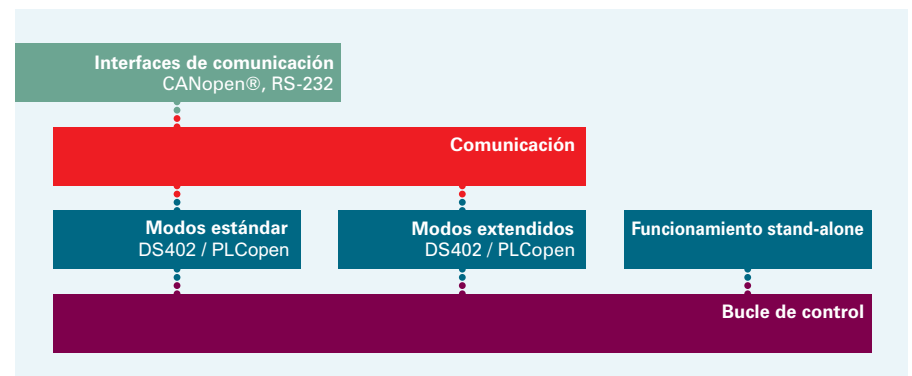 Interfaces de comunicación
CANopen®, RS-232
Comunicación
Modos estándar
DS402 / PLCopen
Modos extendidos
DS402 / PLCopen
Funcionamiento stand-alone
Bucle de control